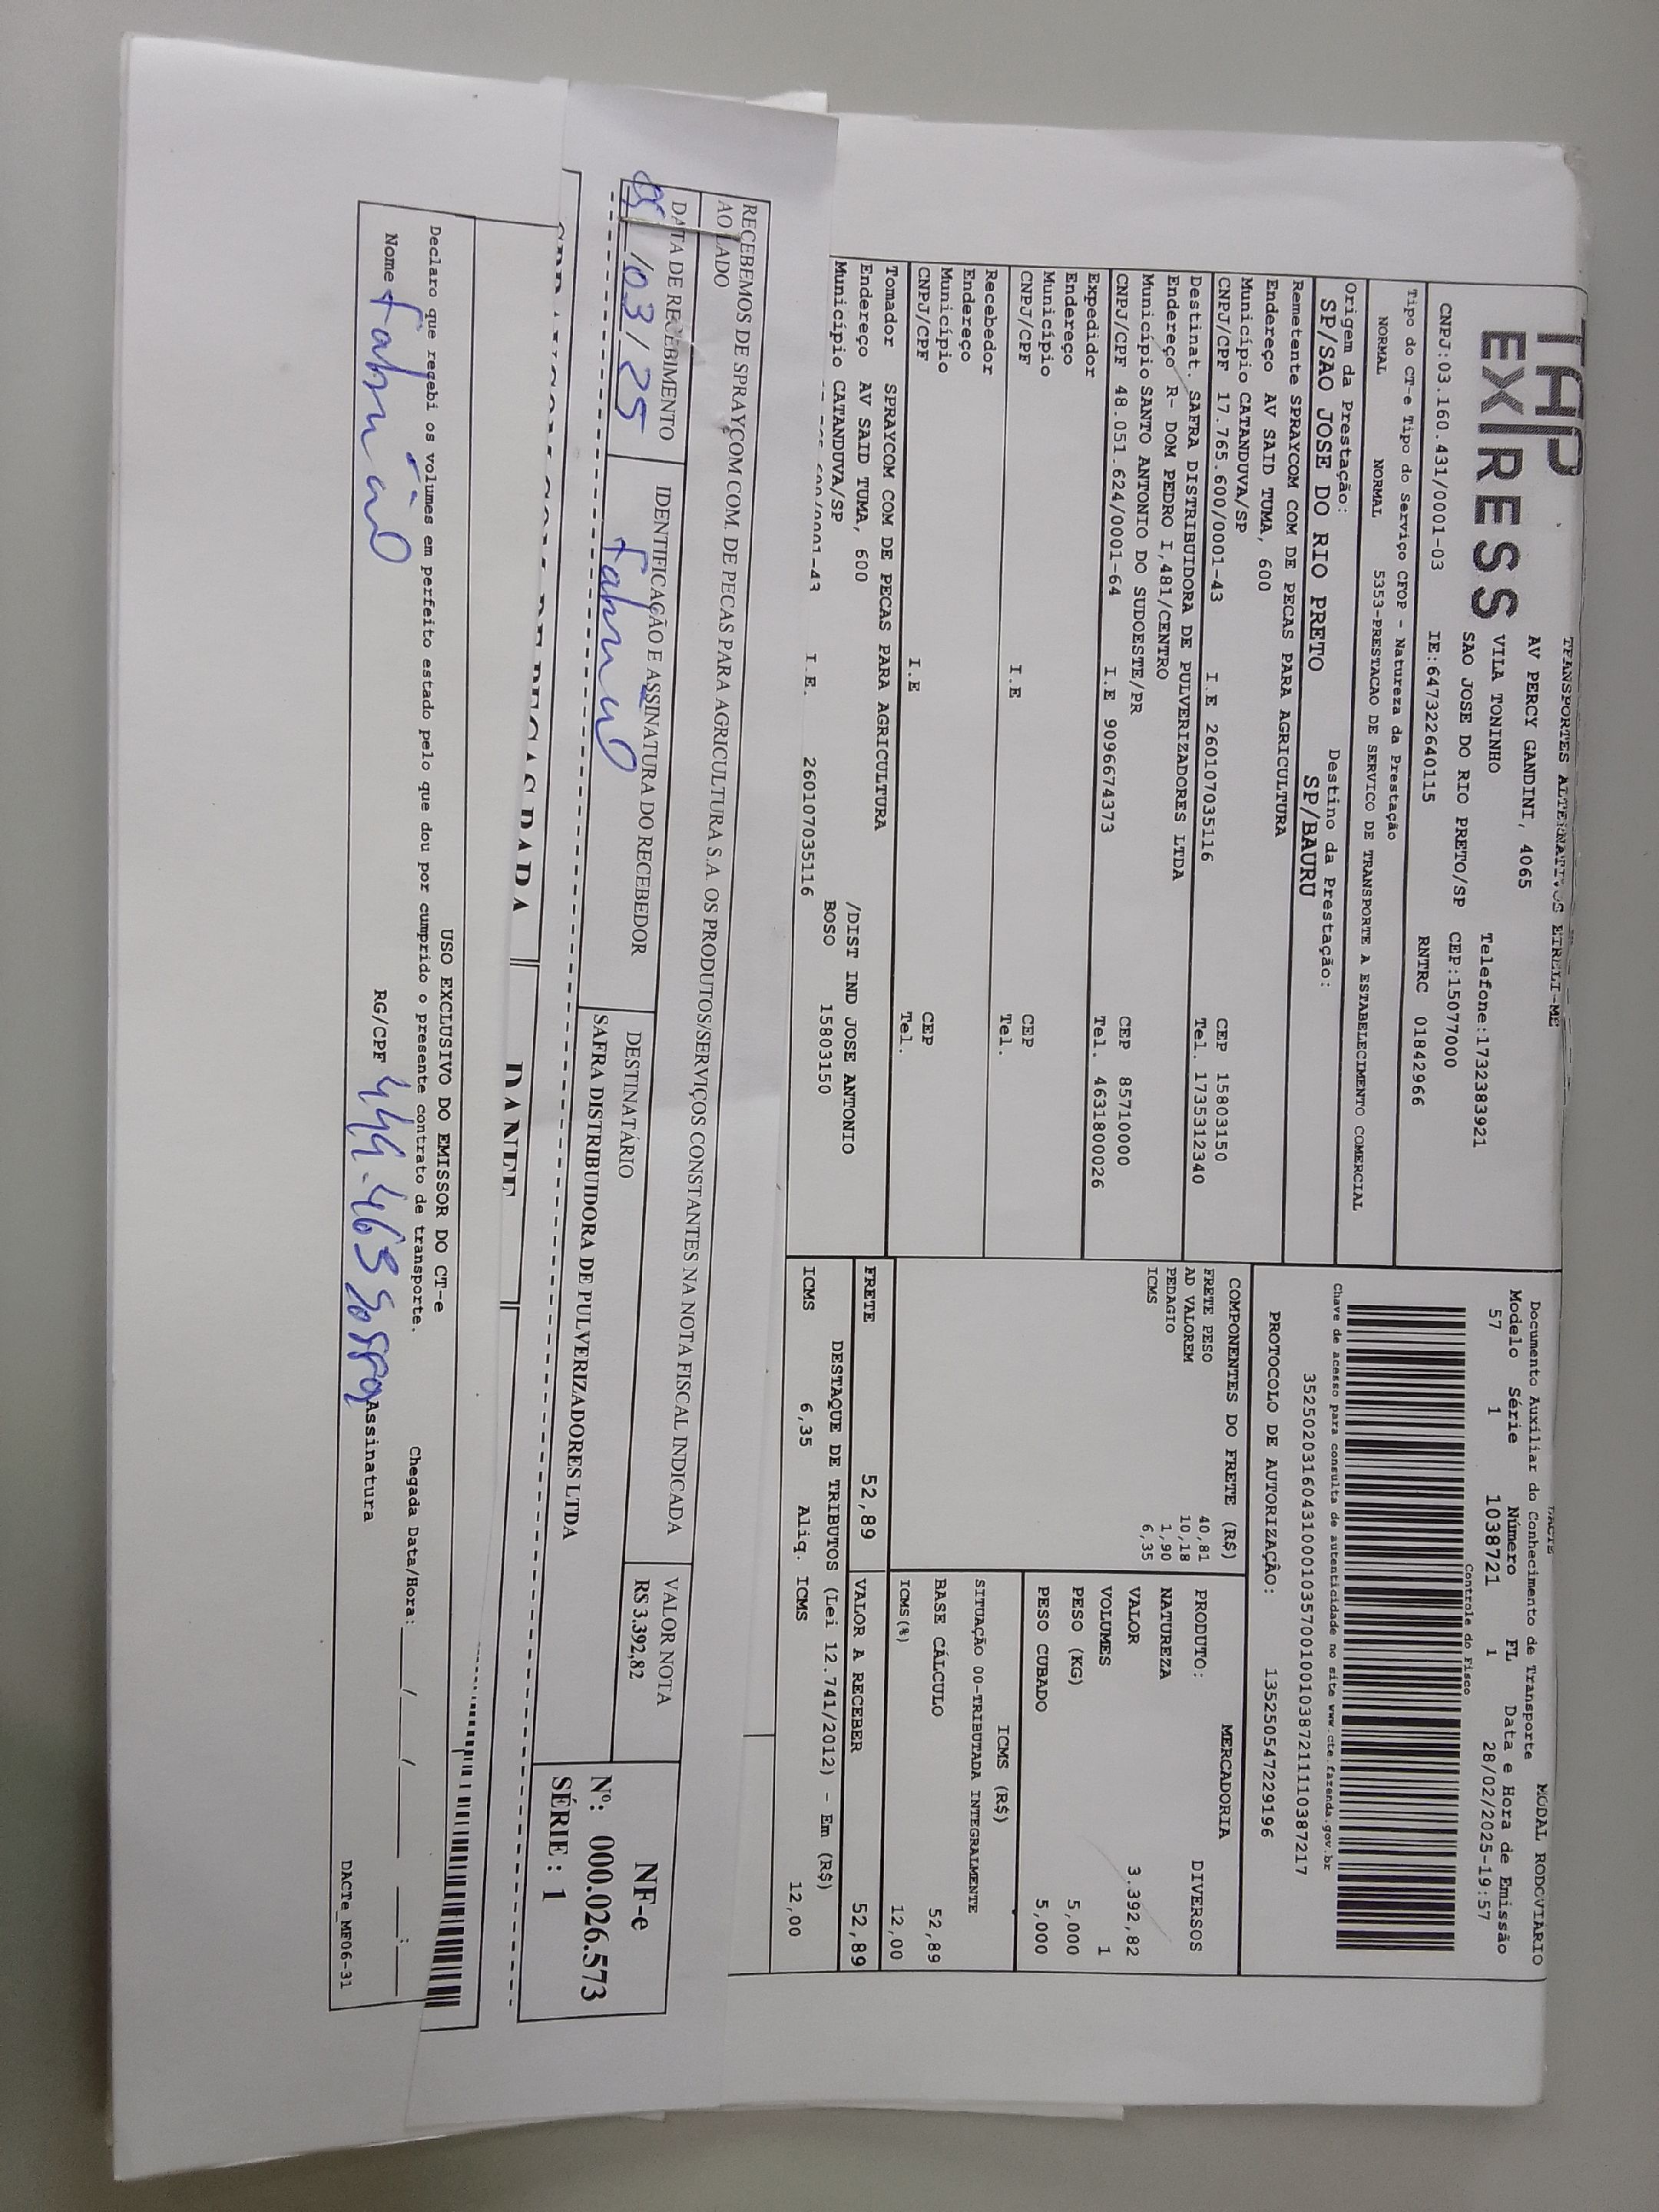 TAP
EXPRESS
TRANSPORTES ALTERNATIVOS EIRELI-ME
AV PERCY GANDINI, 4065
VILA TONINHO Telefone:1732383921
SAO JOSE DO RIO PRETO/SP CEP:15077000
CNPJ:03.160.431/0001-03 IE:647322640115 RNTRC 01842966
DACTE MODAL RODOVIARIO
Documento Auxiliar do Conhecimento de Transporte
Modelo Série Número FL Data e Hora de Emissão
57 1 1038721 1 28/02/2025-19:57
Controle do Fisco
Tipo do CT-e Tipo do Serviço CFOP - Natureza da Prestação
NORMAL NORMAL 5353-PRESTACAO DE SERVICO DE TRANSPORTE A ESTABELECIMENTO COMERCIAL
Chave de acesso para consulta de autenticidade no site www.cte.fazenda.gov.br
35250203160431000103570010010387211110387217
Origem da Prestação: Destino da Prestação:
SP/SAO JOSE DO RIO PRETO SP/BAURU
PROTOCOLO DE AUTORIZAÇÃO: 135250547229196
Remetente SPRAYCOM COM DE PECAS PARA AGRICULTURA
Endereço AV SAID TUMA, 600
Município CATANDUVA/SP CEP 15803150
CNPJ/CPF 17.765.600/0001-43 I.E 260107035116 Tel. 1735312340
Destinat. SAFRA DISTRIBUIDORA DE PULVERIZADORES LTDA
Endereço R- DOM PEDRO I,481/CENTRO
Município SANTO ANTONIO DO SUDOESTE/PR CEP 85710000
CNPJ/CPF 48.051.624/0001-64 I.E 9096674373 Tel. 4631800026
Expedidor
Endereço
Município CEP
CNPJ/CPF I.E Tel.
Recebedor
Endereço
Município CEP
CNPJ/CPF I.E Tel.
Tomador SPRAYCOM COM DE PECAS PARA AGRICULTURA
Endereço AV SAID TUMA, 600 /DIST IND JOSE ANTONIO
BOSO
Município CATANDUVA/SP 15803150
I.E. 260107035116
COMPONENTES DO FRETE (R$)
FRETE PESO 40,81
AD VALOREM 10,18
PEDAGIO 1,90
ICMS 6,35
MERCADORIA
PRODUTO: DIVERSOS
NATUREZA
VALOR 3.392,82
VOLUMES 1
PESO (KG) 5,000
PESO CUBADO 5,000
ICMS (R$)
SITUAÇÃO 00-TRIBUTADA INTEGRALMENTE
BASE CÁLCULO 52,89
ICMS(%) 12,00
FRETE 52,89 VALOR A RECEBER 52,89
DESTAQUE DE TRIBUTOS (Lei 12.741/2012) - Em (R$)
ICMS 6,35 Aliq. ICMS 12,00
RECEBEMOS DE SPRAYCOM COM. DE PECAS PARA AGRICULTURA S.A. OS PRODUTOS/SERVIÇOS CONSTANTES NA NOTA FISCAL INDICADA
AO LADO
DATA DE RECEBIMENTO IDENTIFICAÇÃO E ASSINATURA DO RECEBEDOR DESTINATÁRIO VALOR NOTA
/03/25 SAFRA DISTRIBUIDORA DE PULVERIZADORES LTDA R$ 3.392,82
NF-e
Nº: 000.026.573
SÉRIE : 1
DANFE
USO EXCLUSIVO DO EMISSOR DO CT-e
Declaro que recebi os volumes em perfeito estado pelo que dou por cumprido o presente contrato de transporte.
Chegada Data/Hora: __/__/__ __:__
Nome RG/CPF Assinatura
DACTe_MF06-31